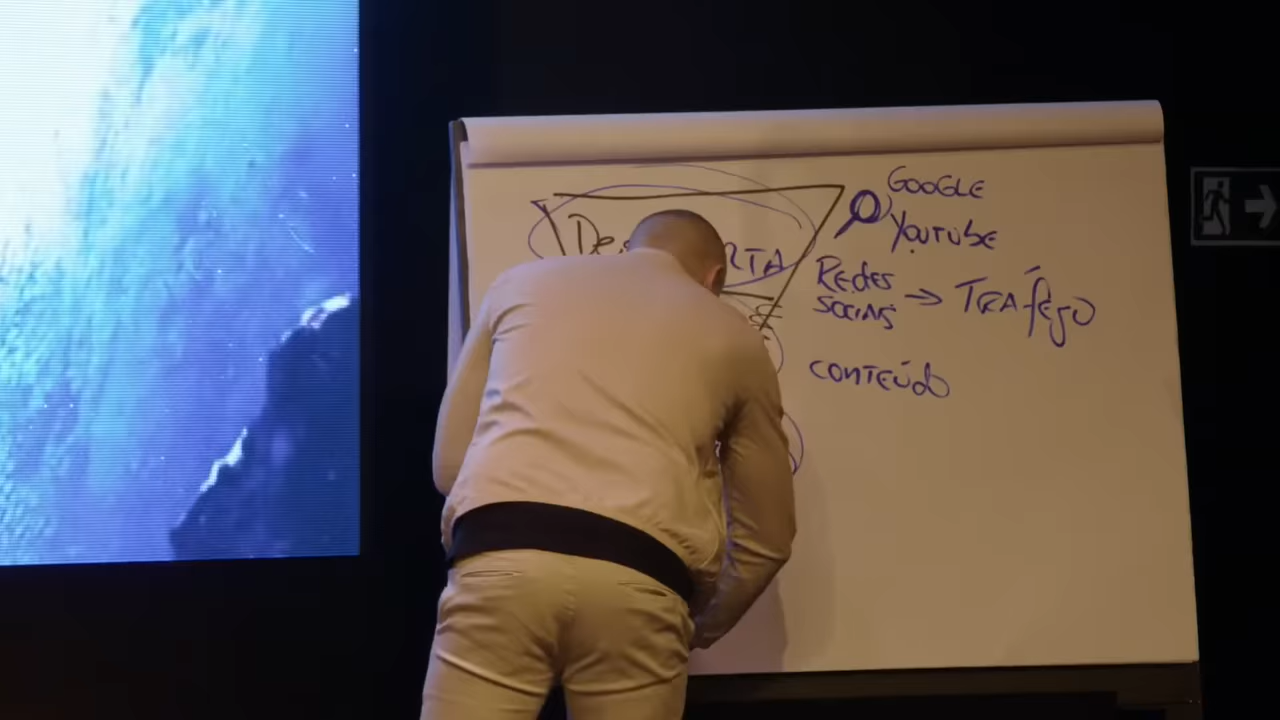 GOOGLE
YouTube
Redes
Sociais → TRÁfego
CONTEÚDO